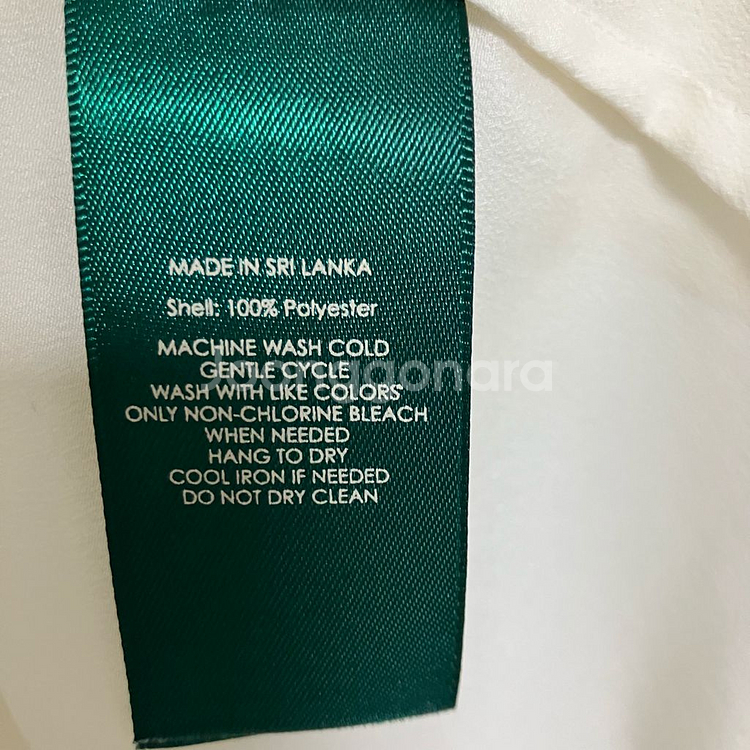 MADE IN SRI LANKA
Shell: 100% Polyester
MACHINE WASH COLD
GENTLE CYCLE
Joonggonara
WASH WITH LIKE COLORS
ONLY NON-CHLORINE BLEACH
WHEN NEEDED
HANG TO DRY
COOL IRON IF NEEDED
DO NOT DRY CLEAN